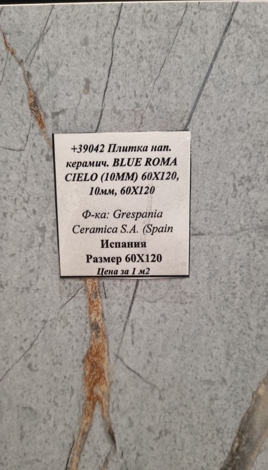 +39042 Плитка нап.
керамич. BLUE ROMA
CIELO (10MM) 60X120,
10мм, 60X120
Ф-ка: Grespania
Ceramica S.A. (Spain
Испания
Размер 60X120
Цена за 1 м2